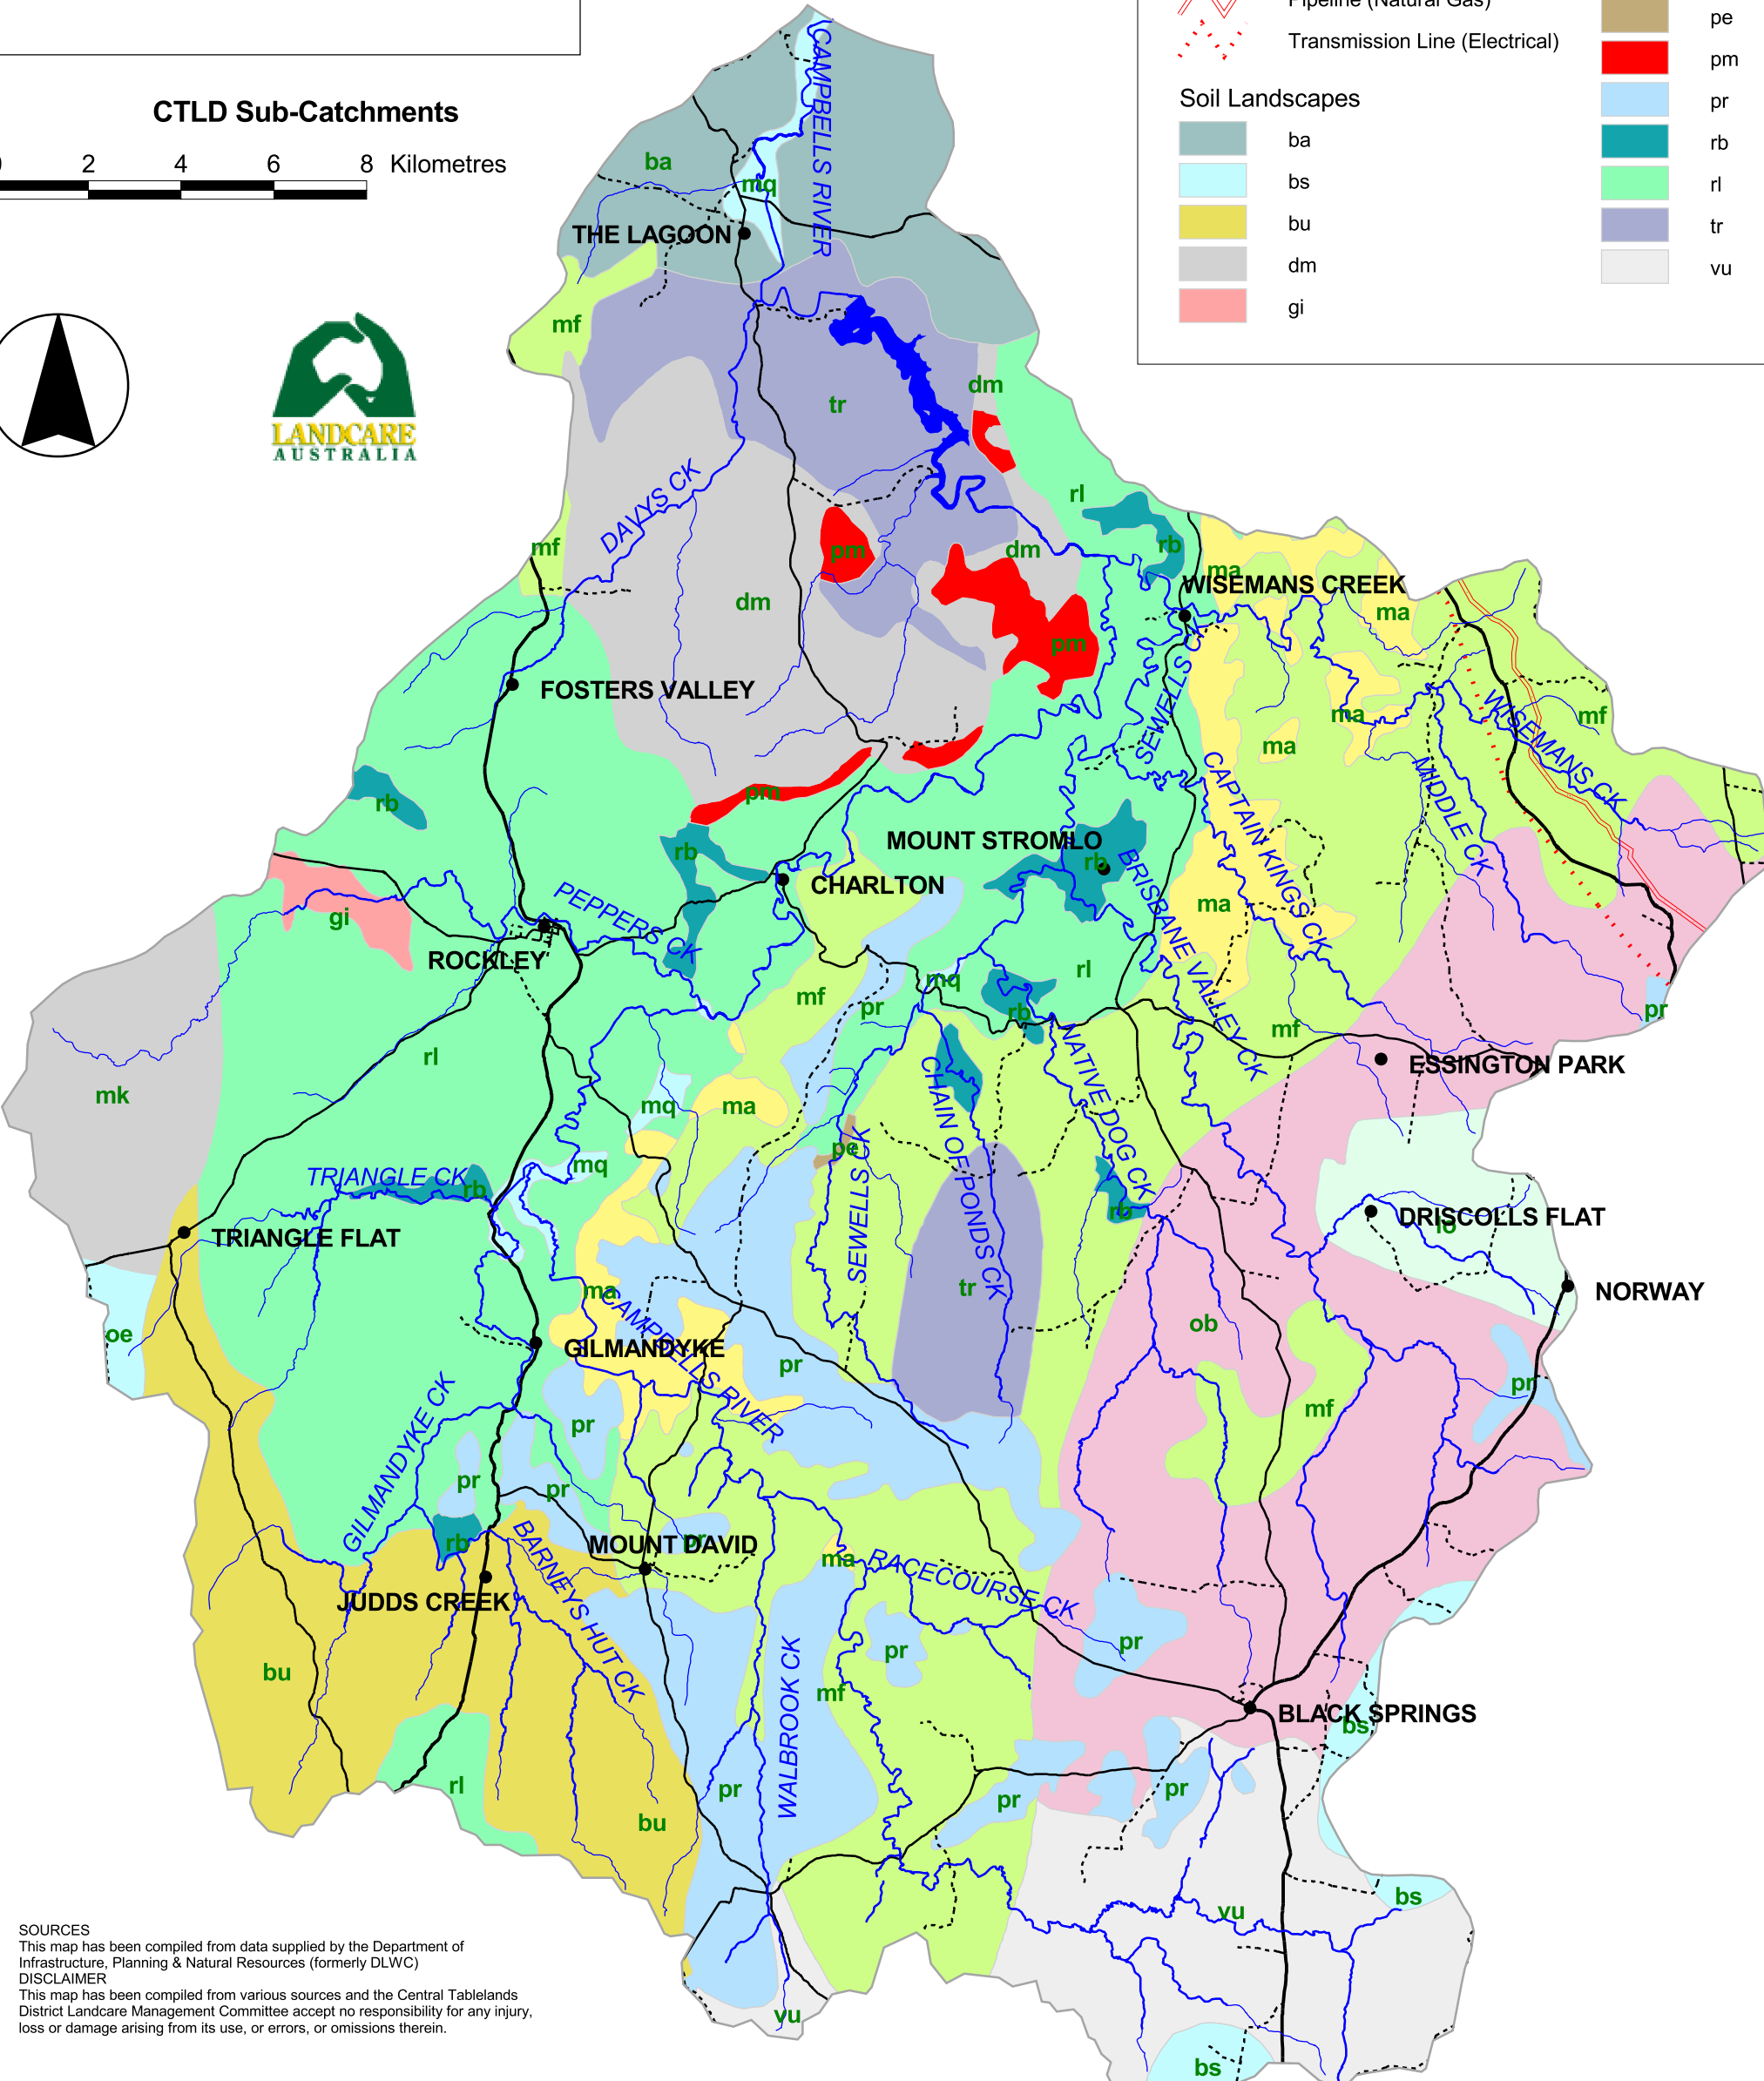 Pipeline (Natural Gas)
Transmission Line (Electrical)
Soil Landscapes
ba
bs
bu
dm
gi
pe
pm
pr
rb
rl
tr
vu
CTLD Sub-Catchments
0 2 4 6 8 Kilometres
LANDCARE
AUSTRALIA
CAMPBELLS RIVER
ba
mq
THE LAGOON
mf
tr
dm
DAVYS CK
rl
mf
pm
dm
rb
ma
WISEMANS CREEK
dm
ma
pm
FOSTERS VALLEY
SEWELLS CK
ma
WISEMANS CK
mf
ma
rb
pm
CAPTAIN KINGS CK
MIDDLE CK
MOUNT STROMLO
rb
rb
CHARLTON
BRISBANE VALLEY CK
gi
PEPPERS CK
ma
ROCKLEY
mf
mq
rl
pr
rb
pr
mf
rl
NATIVE DOG CK
ESSINGTON PARK
mk
mq
ma
CHAIN OF PONDS CK
pe
SEWELLS CK
TRIANGLE CK
rb
mq
rb
TRIANGLE FLAT
DRISCOLLS FLAT
ma
tr
NORWAY
oe
CAMPBELLS RIVER
GILMANDYKE
ob
pr
pr
mf
GILMANDYKE CK
pr
pr
pr
rb
BARNEYS HUT CK
MOUNT DAVID
pr
ma
RACECOURSE CK
JUDDS CREEK
pr
pr
bu
WALBROOK CK
mf
BLACK SPRINGS
bs
rl
pr
pr
pr
bu
bs
vu
vu
bs
SOURCES
This map has been compiled from data supplied by the Department of
Infrastructure, Planning & Natural Resources (formerly DLWC)
DISCLAIMER
This map has been compiled from various sources and the Central Tablelands
District Landcare Management Committee accept no responsibility for any injury,
loss or damage arising from its use, or errors, or omissions therein.